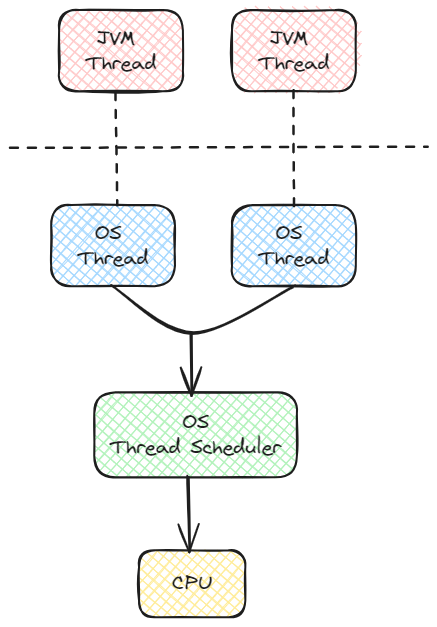 JVM
Thread
JVM
Thread
OS
Thread
OS
Thread
OS
Thread Scheduler
CPU